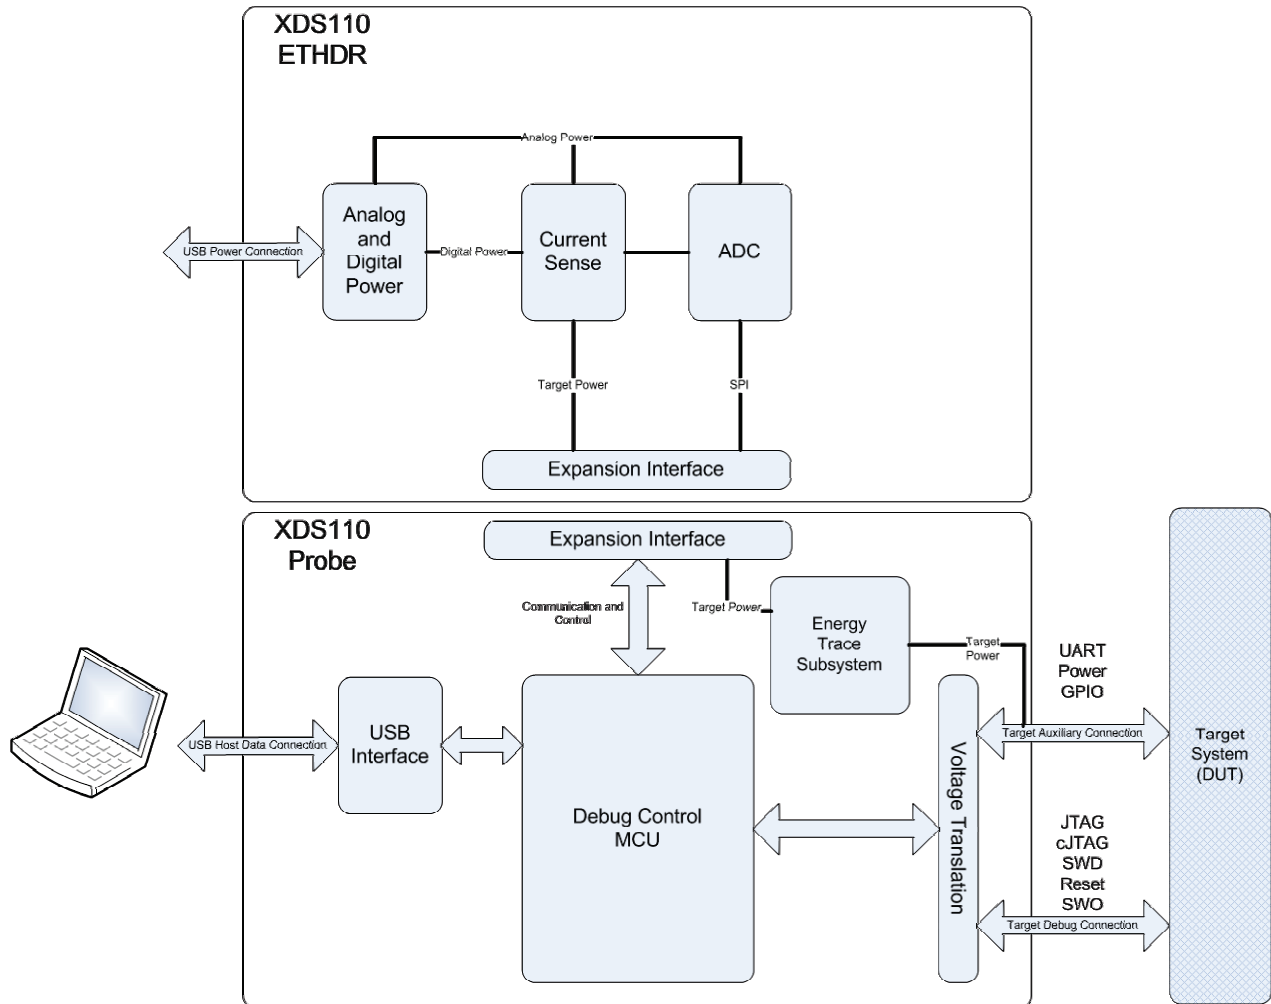 XDS110
ETHDR
Analog Power
Analog
and
Digital
Power
USB Power Connection
Digital Power
Current
Sense
ADC
Target Power
SPI
Expansion Interface
XDS110
Probe
Expansion Interface
Communication and
Control
Target Power
Energy
Trace
Subsystem
Target
Power
UART
Power
GPIO
USB Host Data Connection
USB
Interface
Debug Control
MCU
Voltage Translation
Target Auxiliary Connection
Target
System
(DUT)
JTAG
cJTAG
SWD
Reset
SWO
Target Debug Connection